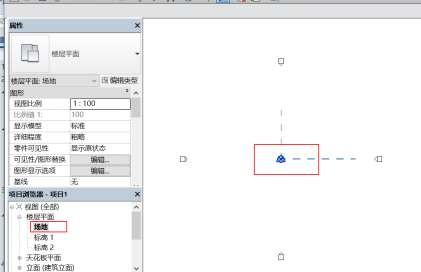 属性
楼层平面
楼层平面: 场地
编辑类型
图形
视图比例 1 : 100
比例值 1: 100
显示模型 标准
详细程度 粗略
零件可见性 显示原状态
可见性/图形替换 编辑...
图形显示选项 编辑...
基线 无
项目浏览器 - 项目1
视图 (全部)
楼层平面
场地
标高 1
标高 2
天花板平面
立面 (建筑立面)